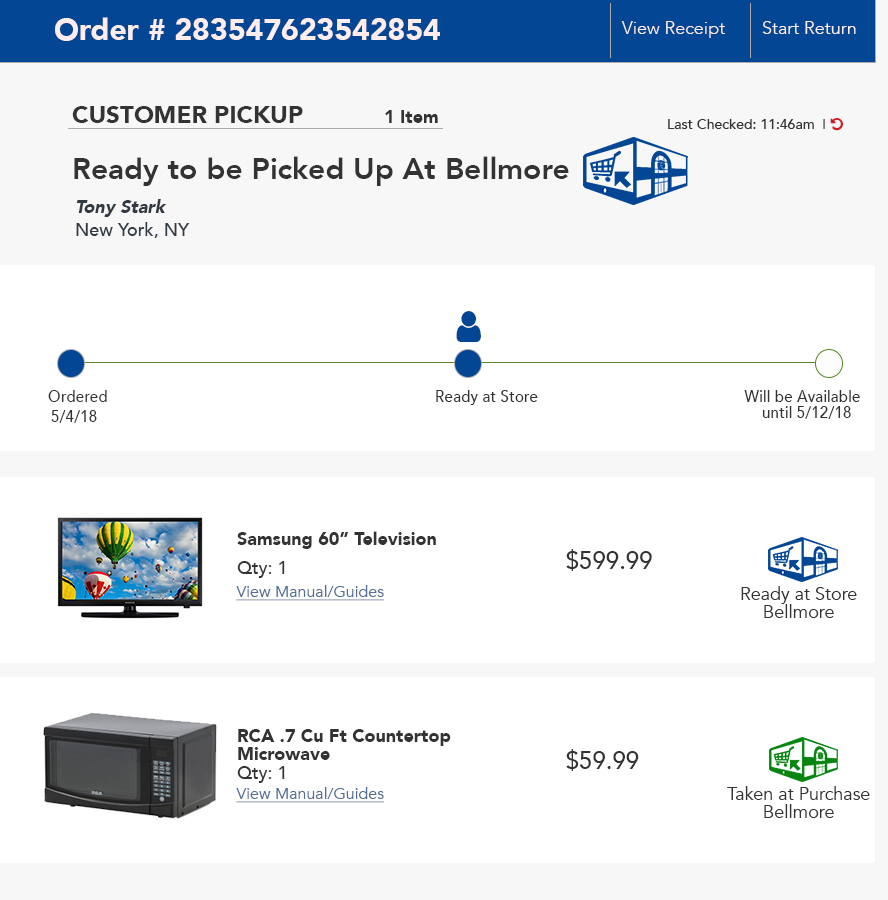 Order # 283547623542854
View Receipt
Start Return
CUSTOMER PICKUP
1 Item
Last Checked: 11:46am |
Ready to be Picked Up At Bellmore
Tony Stark
New York, NY
Ordered
5/4/18
Ready at Store
Will be Available
until 5/12/18
Samsung 60” Television
Qty: 1
View Manual/Guides
$599.99
Ready at Store
Bellmore
RCA .7 Cu Ft Countertop
Microwave
Qty: 1
View Manual/Guides
$59.99
Taken at Purchase
Bellmore
RCA